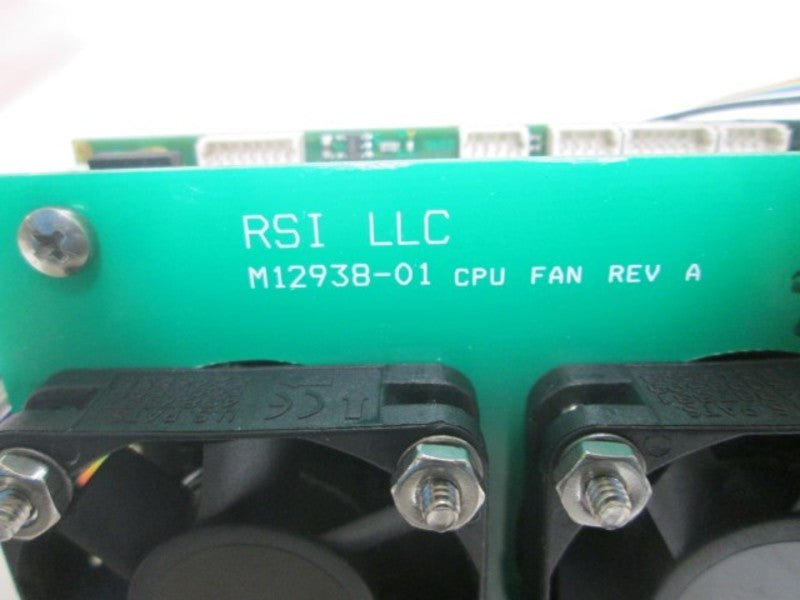 RSI LLC
M12938-01 CPU FAN REV A